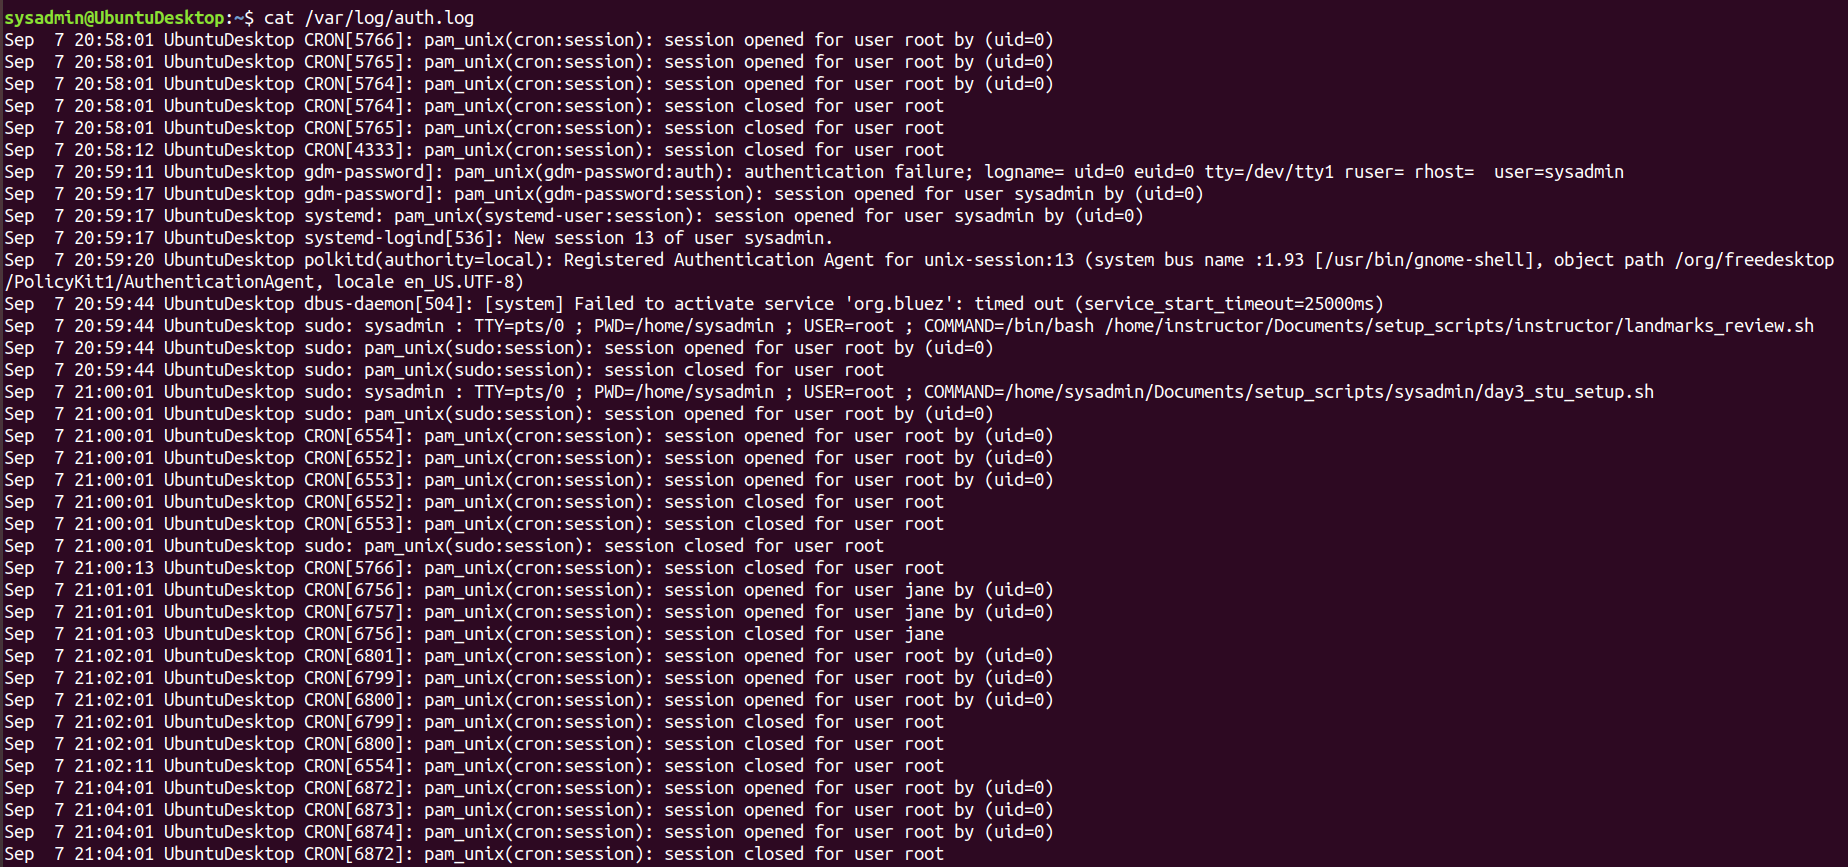 sysadmin@UbuntuDesktop:~$ cat /var/log/auth.log
Sep  7 20:58:01 UbuntuDesktop CRON[5766]: pam_unix(cron:session): session opened for user root by (uid=0)
Sep  7 20:58:01 UbuntuDesktop CRON[5765]: pam_unix(cron:session): session opened for user root by (uid=0)
Sep  7 20:58:01 UbuntuDesktop CRON[5764]: pam_unix(cron:session): session opened for user root by (uid=0)
Sep  7 20:58:01 UbuntuDesktop CRON[5764]: pam_unix(cron:session): session closed for user root
Sep  7 20:58:01 UbuntuDesktop CRON[5765]: pam_unix(cron:session): session closed for user root
Sep  7 20:58:12 UbuntuDesktop CRON[4333]: pam_unix(cron:session): session closed for user root
Sep  7 20:59:11 UbuntuDesktop gdm-password]: pam_unix(gdm-password:auth): authentication failure; logname= uid=0 euid=0 tty=/dev/tty1 ruser= rhost=  user=sysadmin
Sep  7 20:59:17 UbuntuDesktop gdm-password]: pam_unix(gdm-password:session): session opened for user sysadmin by (uid=0)
Sep  7 20:59:17 UbuntuDesktop systemd: pam_unix(systemd-user:session): session opened for user sysadmin by (uid=0)
Sep  7 20:59:17 UbuntuDesktop systemd-logind[536]: New session 13 of user sysadmin.
Sep  7 20:59:20 UbuntuDesktop polkitd(authority=local): Registered Authentication Agent for unix-session:13 (system bus name :1.93 [/usr/bin/gnome-shell], object path /org/freedesktop
/PolicyKit1/AuthenticationAgent, locale en_US.UTF-8)
Sep  7 20:59:44 UbuntuDesktop dbus-daemon[504]: [system] Failed to activate service 'org.bluez': timed out (service_start_timeout=25000ms)
Sep  7 20:59:44 UbuntuDesktop sudo: sysadmin : TTY=pts/0 ; PWD=/home/sysadmin ; USER=root ; COMMAND=/bin/bash /home/instructor/Documents/setup_scripts/instructor/landmarks_review.sh
Sep  7 20:59:44 UbuntuDesktop sudo: pam_unix(sudo:session): session opened for user root by (uid=0)
Sep  7 20:59:44 UbuntuDesktop sudo: pam_unix(sudo:session): session closed for user root
Sep  7 21:00:01 UbuntuDesktop sudo: sysadmin : TTY=pts/0 ; PWD=/home/sysadmin ; USER=root ; COMMAND=/home/sysadmin/Documents/setup_scripts/sysadmin/day3_stu_setup.sh
Sep  7 21:00:01 UbuntuDesktop sudo: pam_unix(sudo:session): session opened for user root by (uid=0)
Sep  7 21:00:01 UbuntuDesktop CRON[6554]: pam_unix(cron:session): session opened for user root by (uid=0)
Sep  7 21:00:01 UbuntuDesktop CRON[6552]: pam_unix(cron:session): session opened for user root by (uid=0)
Sep  7 21:00:01 UbuntuDesktop CRON[6553]: pam_unix(cron:session): session opened for user root by (uid=0)
Sep  7 21:00:01 UbuntuDesktop CRON[6552]: pam_unix(cron:session): session closed for user root
Sep  7 21:00:01 UbuntuDesktop CRON[6553]: pam_unix(cron:session): session closed for user root
Sep  7 21:00:01 UbuntuDesktop sudo: pam_unix(sudo:session): session closed for user root
Sep  7 21:00:13 UbuntuDesktop CRON[5766]: pam_unix(cron:session): session closed for user root
Sep  7 21:01:01 UbuntuDesktop CRON[6756]: pam_unix(cron:session): session opened for user jane by (uid=0)
Sep  7 21:01:01 UbuntuDesktop CRON[6757]: pam_unix(cron:session): session opened for user jane by (uid=0)
Sep  7 21:01:03 UbuntuDesktop CRON[6756]: pam_unix(cron:session): session closed for user jane
Sep  7 21:02:01 UbuntuDesktop CRON[6801]: pam_unix(cron:session): session opened for user root by (uid=0)
Sep  7 21:02:01 UbuntuDesktop CRON[6799]: pam_unix(cron:session): session opened for user root by (uid=0)
Sep  7 21:02:01 UbuntuDesktop CRON[6800]: pam_unix(cron:session): session opened for user root by (uid=0)
Sep  7 21:02:01 UbuntuDesktop CRON[6799]: pam_unix(cron:session): session closed for user root
Sep  7 21:02:01 UbuntuDesktop CRON[6800]: pam_unix(cron:session): session closed for user root
Sep  7 21:02:11 UbuntuDesktop CRON[6554]: pam_unix(cron:session): session closed for user root
Sep  7 21:04:01 UbuntuDesktop CRON[6872]: pam_unix(cron:session): session opened for user root by (uid=0)
Sep  7 21:04:01 UbuntuDesktop CRON[6873]: pam_unix(cron:session): session opened for user root by (uid=0)
Sep  7 21:04:01 UbuntuDesktop CRON[6874]: pam_unix(cron:session): session opened for user root by (uid=0)
Sep  7 21:04:01 UbuntuDesktop CRON[6872]: pam_unix(cron:session): session closed for user root